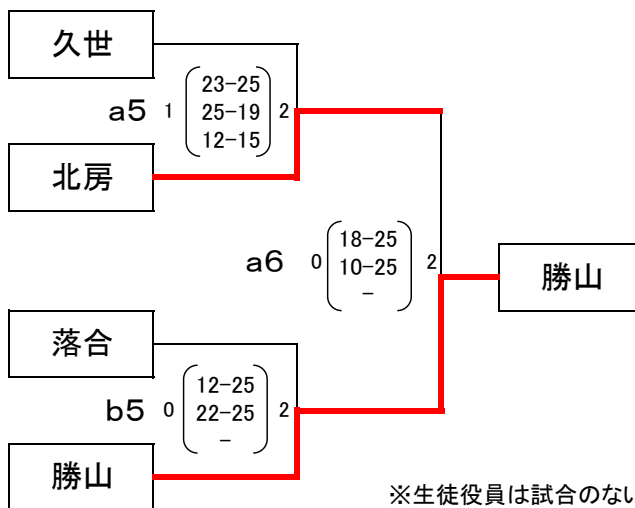 久世
a5 1 23-25 2
25-19
12-15
北房
a6 0 18-25 2
10-25
-
勝山
落合
b5 0 12-25 2
22-25
-
勝山
※生徒役員は試合のない